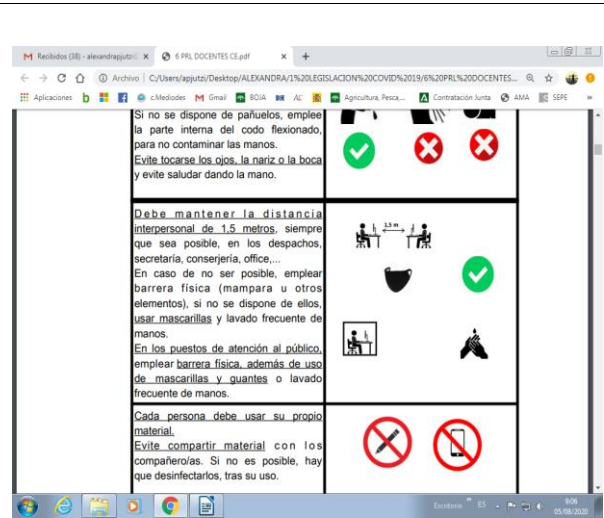 Recibidos (38) - alexandrapjutzi
6 PRL DOCENTES CE.pdf
Archivo | C:/Users/apjutzi/Desktop/ALEXANDRA/1%20LEGISLACION%20COVID%2019/6%20PRL%20DOCENTES...
Aplicaciones
c.Mediodes
Gmail
BOJA
AC
Agricultura, Pesca,...
Contratación Junta
AMA
SEPE
»
Si no se dispone de pañuelos, emplee
la parte interna del codo flexionado,
para no contaminar las manos.
Evite tocarse los ojos, la nariz o la boca
y evite saludar dando la mano.
Debe mantener la distancia
interpersonal de 1,5 metros, siempre
que sea posible, en los despachos,
secretaría, conserjería, office,...
En caso de no ser posible, emplear
barrera física (mampara u otros
elementos), si no se dispone de ellos,
usar mascarillas y lavado frecuente de
manos.
En los puestos de atención al público,
emplear barrera física, además de uso
de mascarillas y guantes o lavado
frecuente de manos.
1,5 m
Cada persona debe usar su propio
material.
Evite compartir material con los
compañero/as. Si no es posible, hay
que desinfectarlos, tras su uso.
Escritorio
ES
9:06
05/08/2020